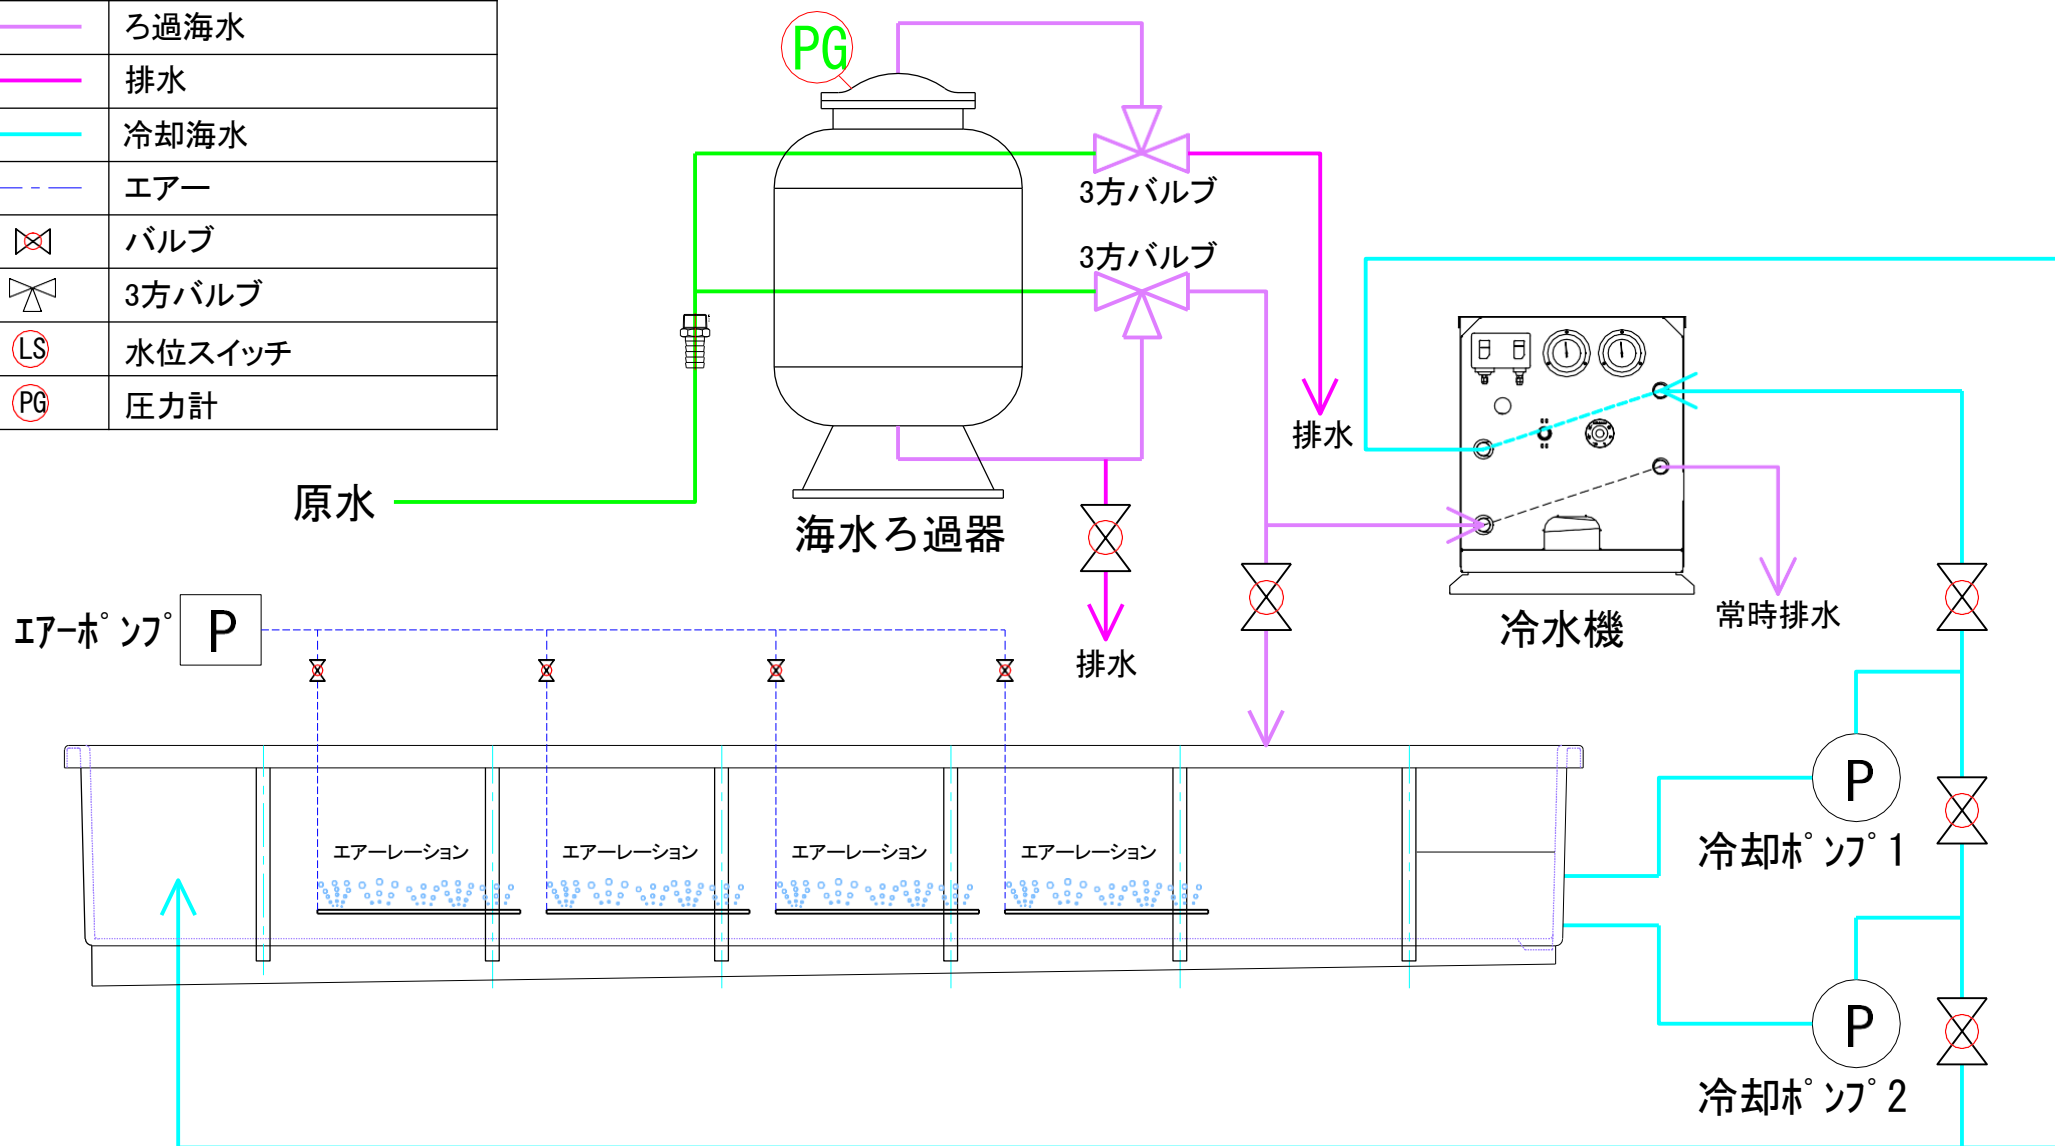 ろ過海水
排水
冷却海水
エアー
バルブ
3方バルブ
LS 水位スイッチ
PG 圧力計
PG
3方バルブ
3方バルブ
排水
原水
海水ろ過器
冷水機
常時排水
エアーポンプ P
排水
P
冷却ポンプ1
エアーレーション エアーレーション エアーレーション エアーレーション
P
冷却ポンプ2